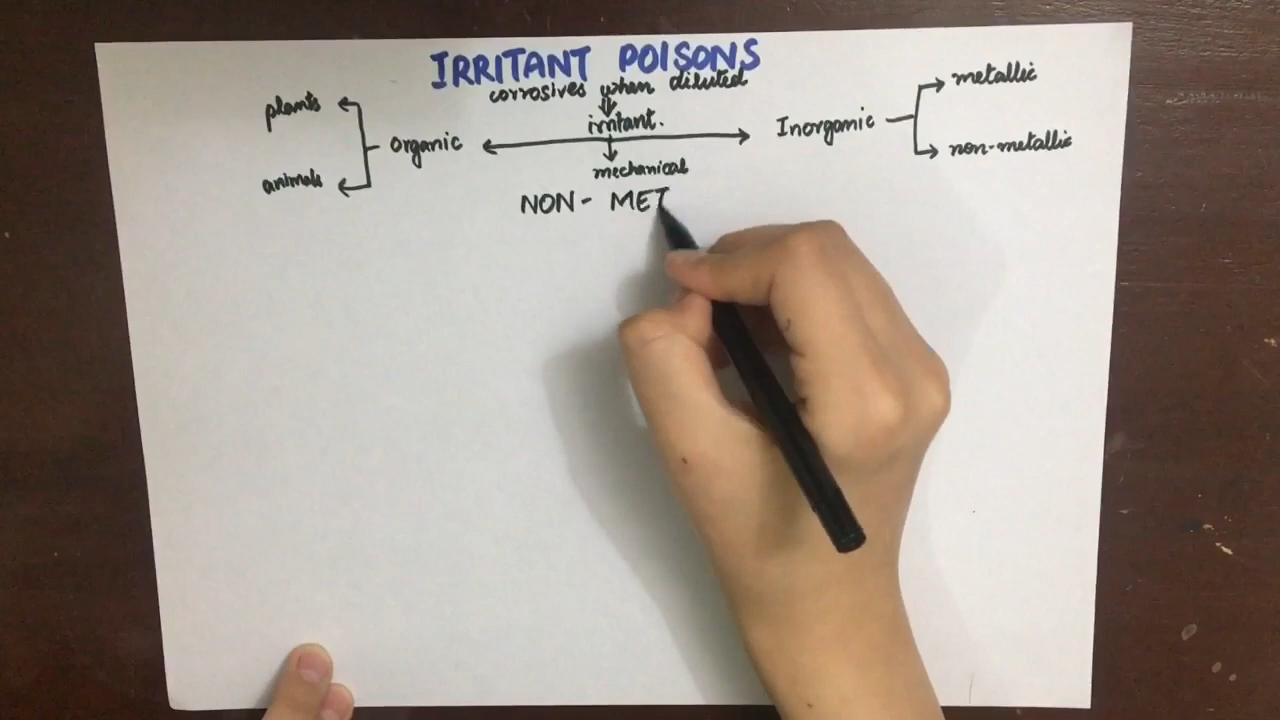 IRRITANT POISONS
corrosives when diluted
irritant.
plants
animals
organic
Inorganic
metallic
non-metallic
mechanical
NON- MET